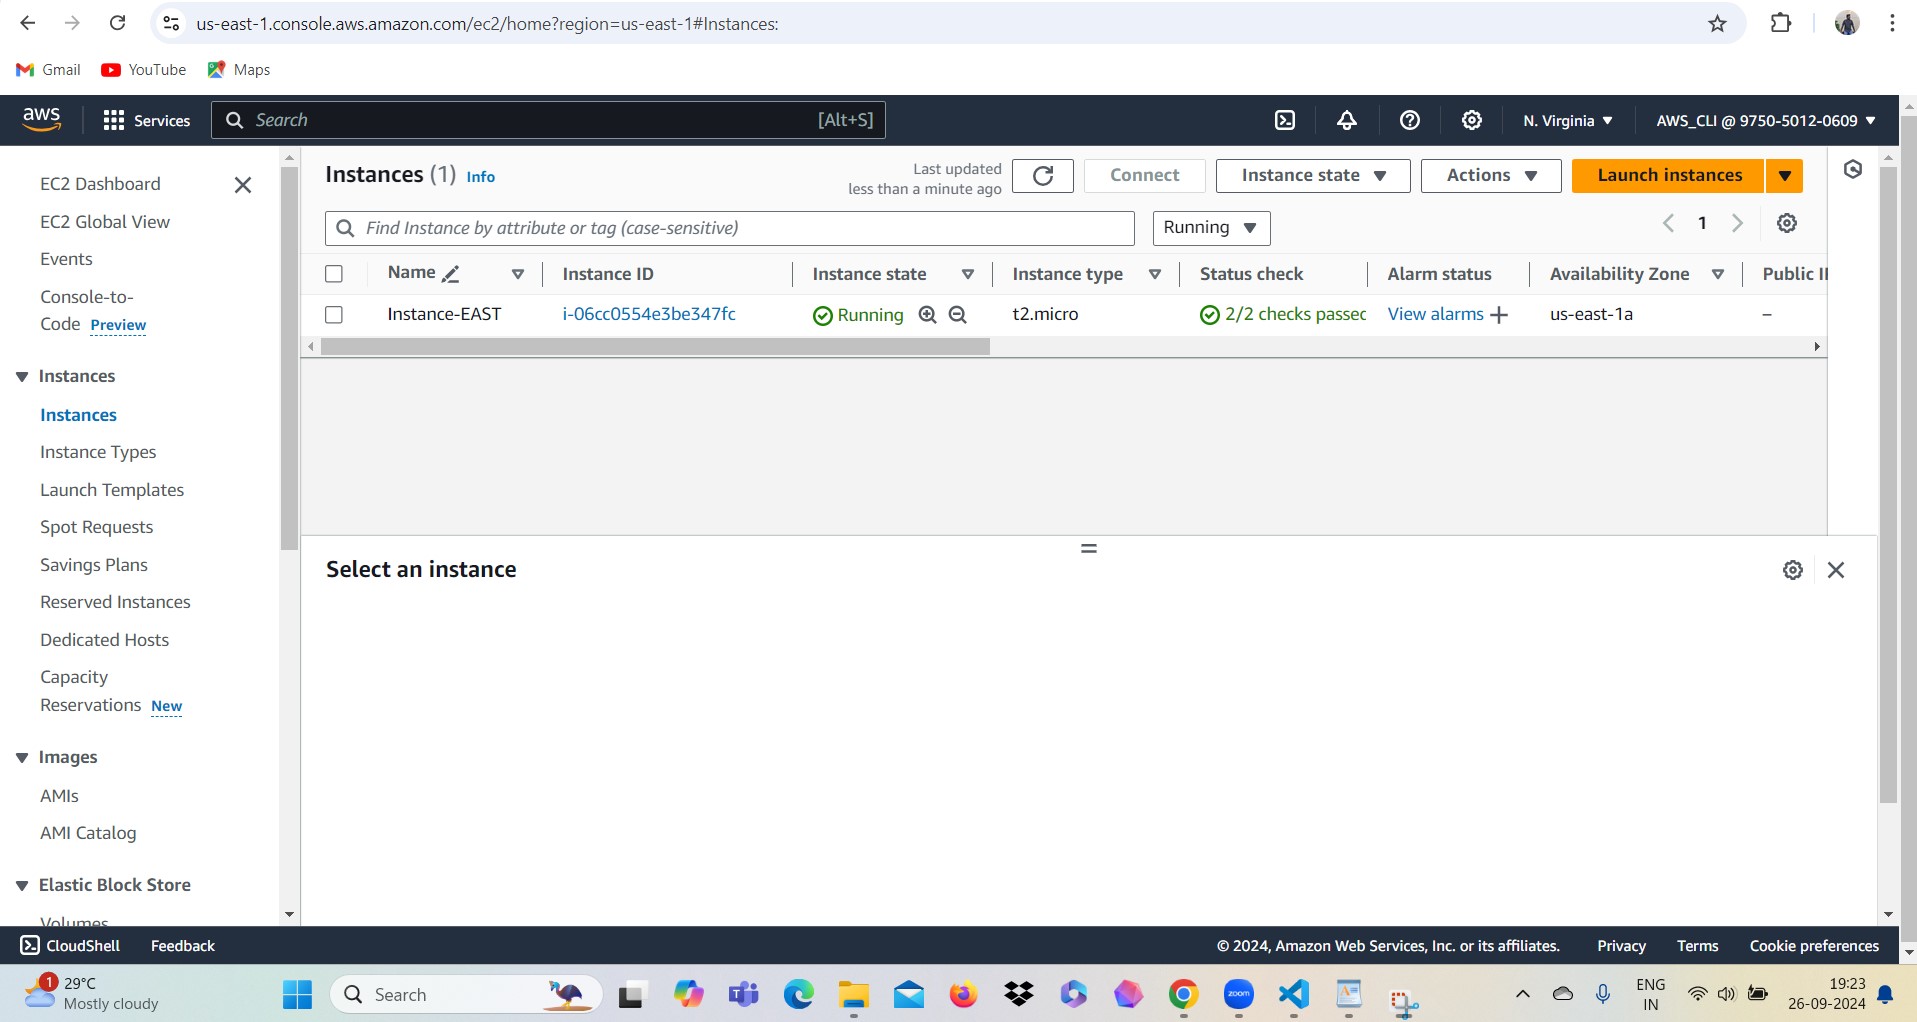 us-east-1.console.aws.amazon.com/ec2/home?region=us-east-1#Instances:
Gmail YouTube Maps
aws Services Search [Alt+S] N. Virginia AWS_CLI @ 9750-5012-0609
EC2 Dashboard
EC2 Global View
Events
Console-to-
Code Preview
Instances
Instances
Instance Types
Launch Templates
Spot Requests
Savings Plans
Reserved Instances
Dedicated Hosts
Capacity
Reservations New
Images
AMIs
AMI Catalog
Elastic Block Store
Volumes
Instances (1) Info
Last updated
less than a minute ago
Connect Instance state Actions Launch instances
Find Instance by attribute or tag (case-sensitive) Running 1
Name Instance ID Instance state Instance type Status check Alarm status Availability Zone Public I
Instance-EAST i-06cc0554e3be347fc Running t2.micro 2/2 checks passec View alarms + us-east-1a –
Select an instance
CloudShell Feedback © 2024, Amazon Web Services, Inc. or its affiliates. Privacy Terms Cookie preferences
1
29°C
Mostly cloudy
Search
zoom
ENG
IN
19:23
26-09-2024